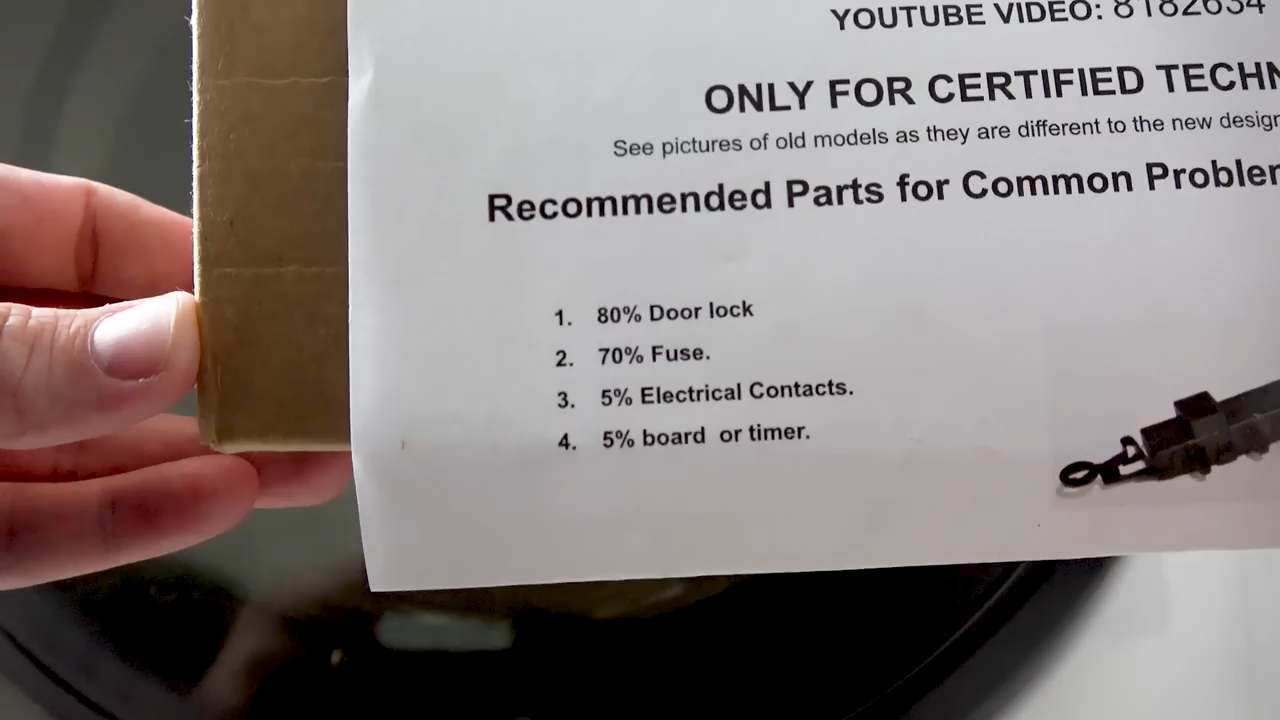 YOUTUBE VIDEO: 8182634
ONLY FOR CERTIFIED TECHN
See pictures of old models as they are different to the new design
Recommended Parts for Common Problem
1. 80% Door lock
2. 70% Fuse.
3. 5% Electrical Contacts.
4. 5% board or timer.